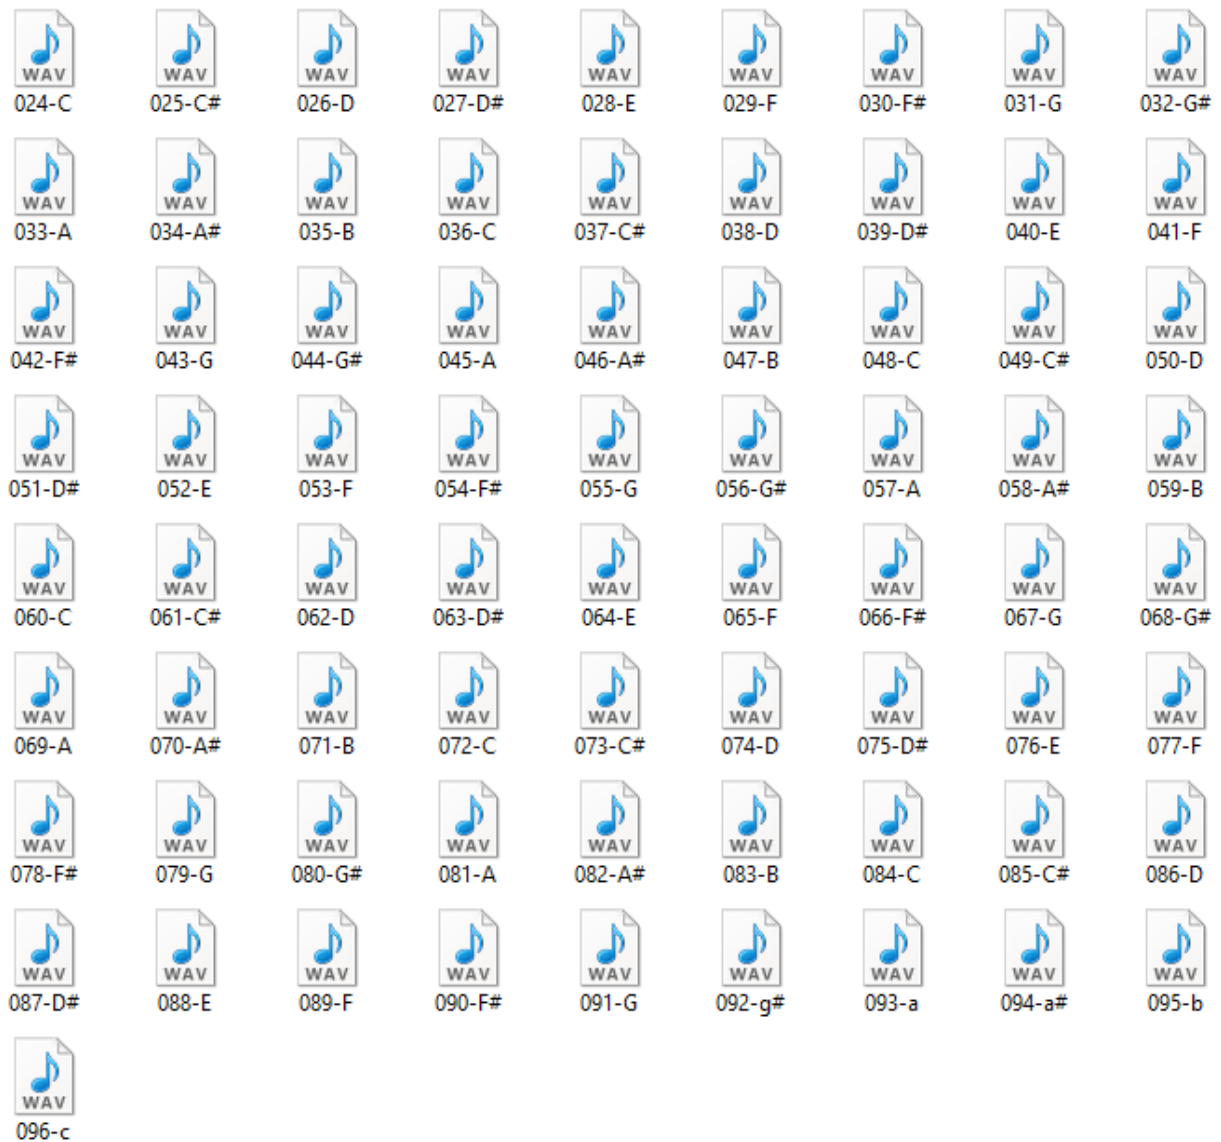 WAV WAV WAV WAV WAV WAV WAV WAV WAV
024-C 025-C# 026-D 027-D# 028-E 029-F 030-F# 031-G 032-G#
WAV WAV WAV WAV WAV WAV WAV WAV WAV
033-A 034-A# 035-B 036-C 037-C# 038-D 039-D# 040-E 041-F
WAV WAV WAV WAV WAV WAV WAV WAV WAV
042-F# 043-G 044-G# 045-A 046-A# 047-B 048-C 049-C# 050-D
WAV WAV WAV WAV WAV WAV WAV WAV WAV
051-D# 052-E 053-F 054-F# 055-G 056-G# 057-A 058-A# 059-B
WAV WAV WAV WAV WAV WAV WAV WAV WAV
060-C 061-C# 062-D 063-D# 064-E 065-F 066-F# 067-G 068-G#
WAV WAV WAV WAV WAV WAV WAV WAV WAV
069-A 070-A# 071-B 072-C 073-C# 074-D 075-D# 076-E 077-F
WAV WAV WAV WAV WAV WAV WAV WAV WAV
078-F# 079-G 080-G# 081-A 082-A# 083-B 084-C 085-C# 086-D
WAV WAV WAV WAV WAV WAV WAV WAV WAV
087-D# 088-E 089-F 090-F# 091-G 092-g# 093-a 094-a# 095-b
WAV
096-c